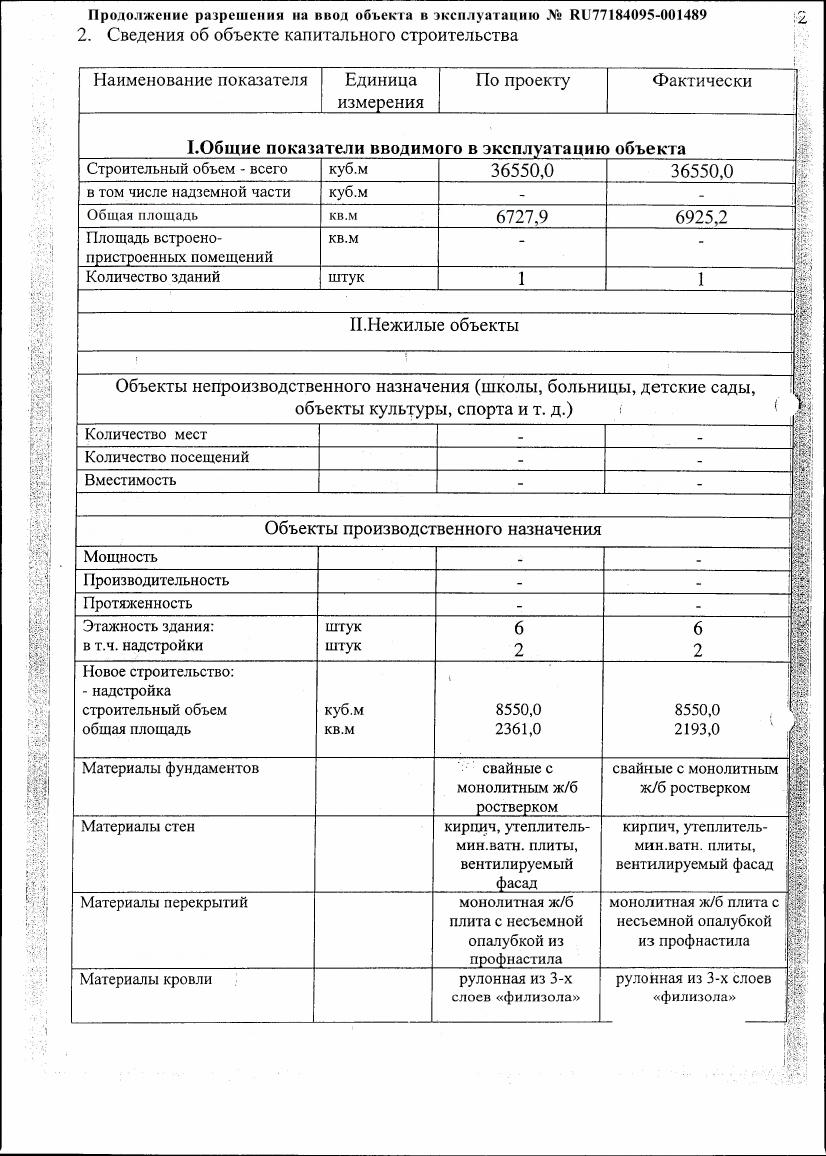 Продолжение разрешения на ввод объекта в эксплуатацию № RU77184095-001489
2
2. Сведения об объекте капитального строительства
Наименование показателя Единица измерения По проекту Фактически
I.Общие показатели вводимого в эксплуатацию объекта
Строительный объем - всего куб.м 36550,0 36550,0
в том числе надземной части куб.м - -
Общая площадь кв.м 6727,9 6925,2
Площадь встроено- кв.м - -
пристроенных помещений
Количество зданий штук 1 1
II.Нежилые объекты
Объекты непроизводственного назначения (школы, больницы, детские сады,
объекты культуры, спорта и т. д.)
Количество мест - -
Количество посещений - -
Вместимость - -
Объекты производственного назначения
Мощность - -
Производительность - -
Протяженность - -
Этажность здания: штук 6 6
в т.ч. надстройки штук 2 2
Новое строительство:
- надстройка
строительный объем куб.м 8550,0 8550,0
общая площадь кв.м 2361,0 2193,0
Материалы фундаментов свайные с свайные с монолитным
монолитным ж/б ж/б ростверком
ростверком
Материалы стен кирпич, утеплитель- кирпич, утеплитель-
мин.ватн. плиты, мин.ватн. плиты,
вентилируемый вентилируемый фасад
фасад
Материалы перекрытий монолитная ж/б монолитная ж/б плита с
плита с несъемной несъемной опалубкой
опалубкой из из профнастила
профнастила
Материалы кровли рулонная из 3-х рулонная из 3-х слоев
слоев «филизола» «филизола»